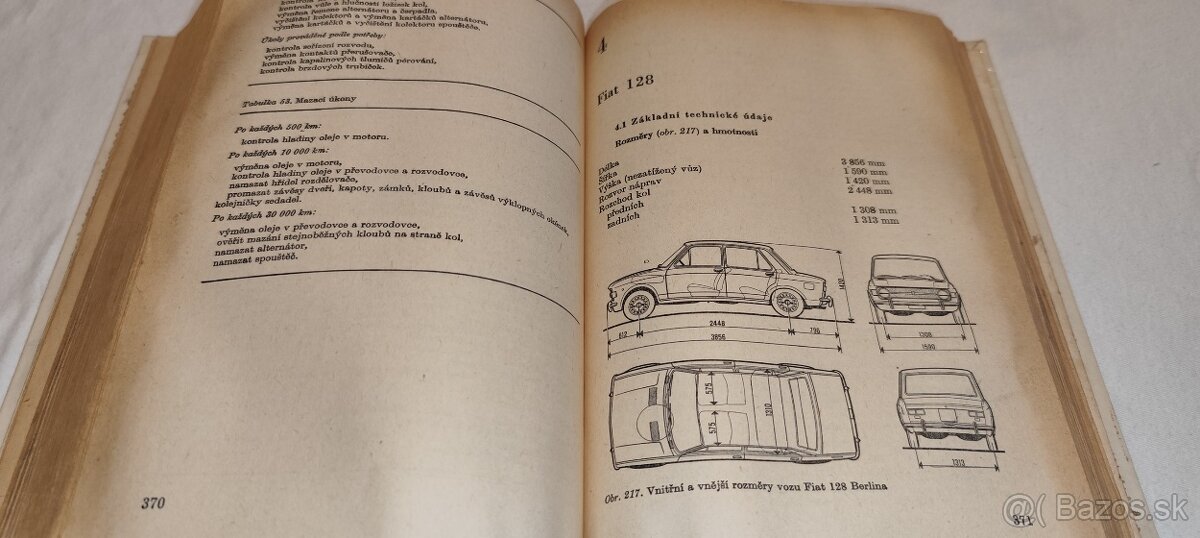 kontrola vůle a hlučnosti ložisek kol,
výměna řemene alternátoru a čerpadla,
vyčištění kolektoru a výměna kartáčků alternátoru,
výměna kartáčků a vyčištění kolektoru spouštěče.
Úkoly prováděné podle potřeby:
kontrola seřízení rozvodu,
výměna kontaktů přerušovače,
kontrola kapalinových tlumičů pérování,
kontrola brzdových trubiček.
Tabulka 53. Mazací úkony
Po každých 500 km:
kontrola hladiny oleje v motoru.
Po každých 10 000 km:
výměna oleje v motoru,
kontrola hladiny oleje v převodovce a rozvodovce,
namazat hřídel rozdělovače,
promazat závěsy dveří, kapoty, zámků, kloubů a závěsů výklopných okének,
kolejničky sedadel.
Po každých 30 000 km:
výměna oleje v převodovce a rozvodovce,
ověřit mazání stejnoběžných kloubů na straně kol,
namazat alternátor,
namazat spouštěč.
370
4
Fiat 128
4.1 Základní technické údaje
Rozměry (obr. 217) a hmotnosti
Délka 3 856 mm
Šířka 1 590 mm
Výška (nezatížený vůz) 1 420 mm
Rozvor náprav 2 448 mm
Rozchod kol
předních 1 308 mm
zadních 1 313 mm
1420
612 2448 796
3856
1308
1590
575
575
1310
1313
Obr. 217. Vnitřní a vnější rozměry vozu Fiat 128 Berlina
371
Bazos.sk